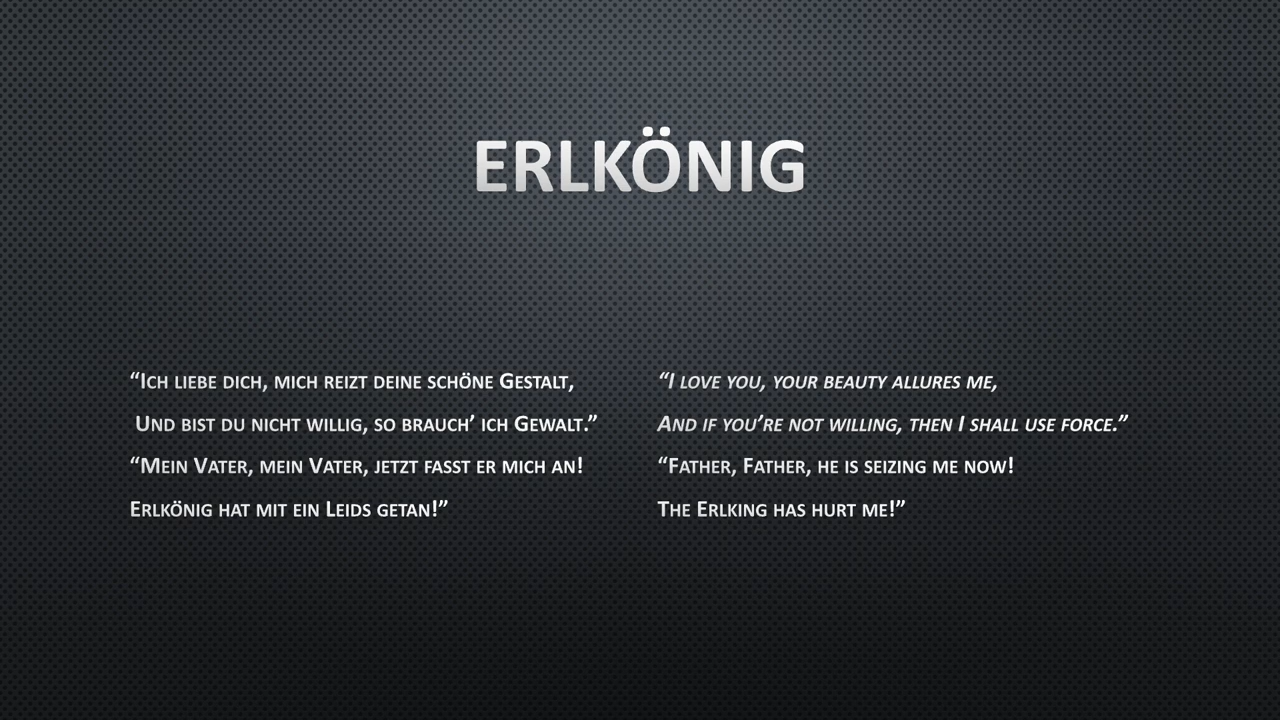 ERLKÖNIG
“Ich liebe dich, mich reizt deine schöne Gestalt,
Und bist du nicht willig, so brauch’ ich Gewalt.”
“Mein Vater, mein Vater, jetzt fasst er mich an!
Erlkönig hat mit ein Leids getan!”
“I love you, your beauty allures me,
And if you’re not willing, then I shall use force.”
“Father, Father, he is seizing me now!
The Erlking has hurt me!”